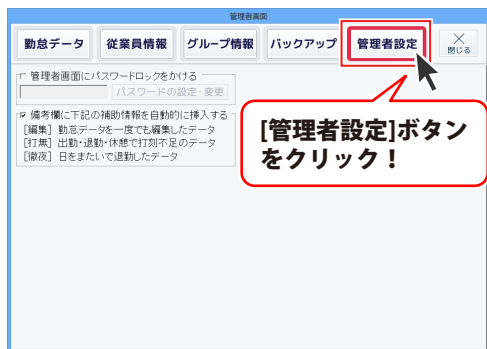 管理者画面
勤怠データ 従業員情報 グループ情報 バックアップ 管理者設定 閉じる
管理者画面にパスワードロックをかける
パスワードの設定・変更
備考欄に下記の補助情報を自動的に挿入する
[編集] 勤怠データを一度でも編集したデータ
[打無] 出勤・退勤・休憩で打刻不足のデータ
[徹夜] 日をまたいで退勤したデータ
[管理者設定]ボタン
をクリック！